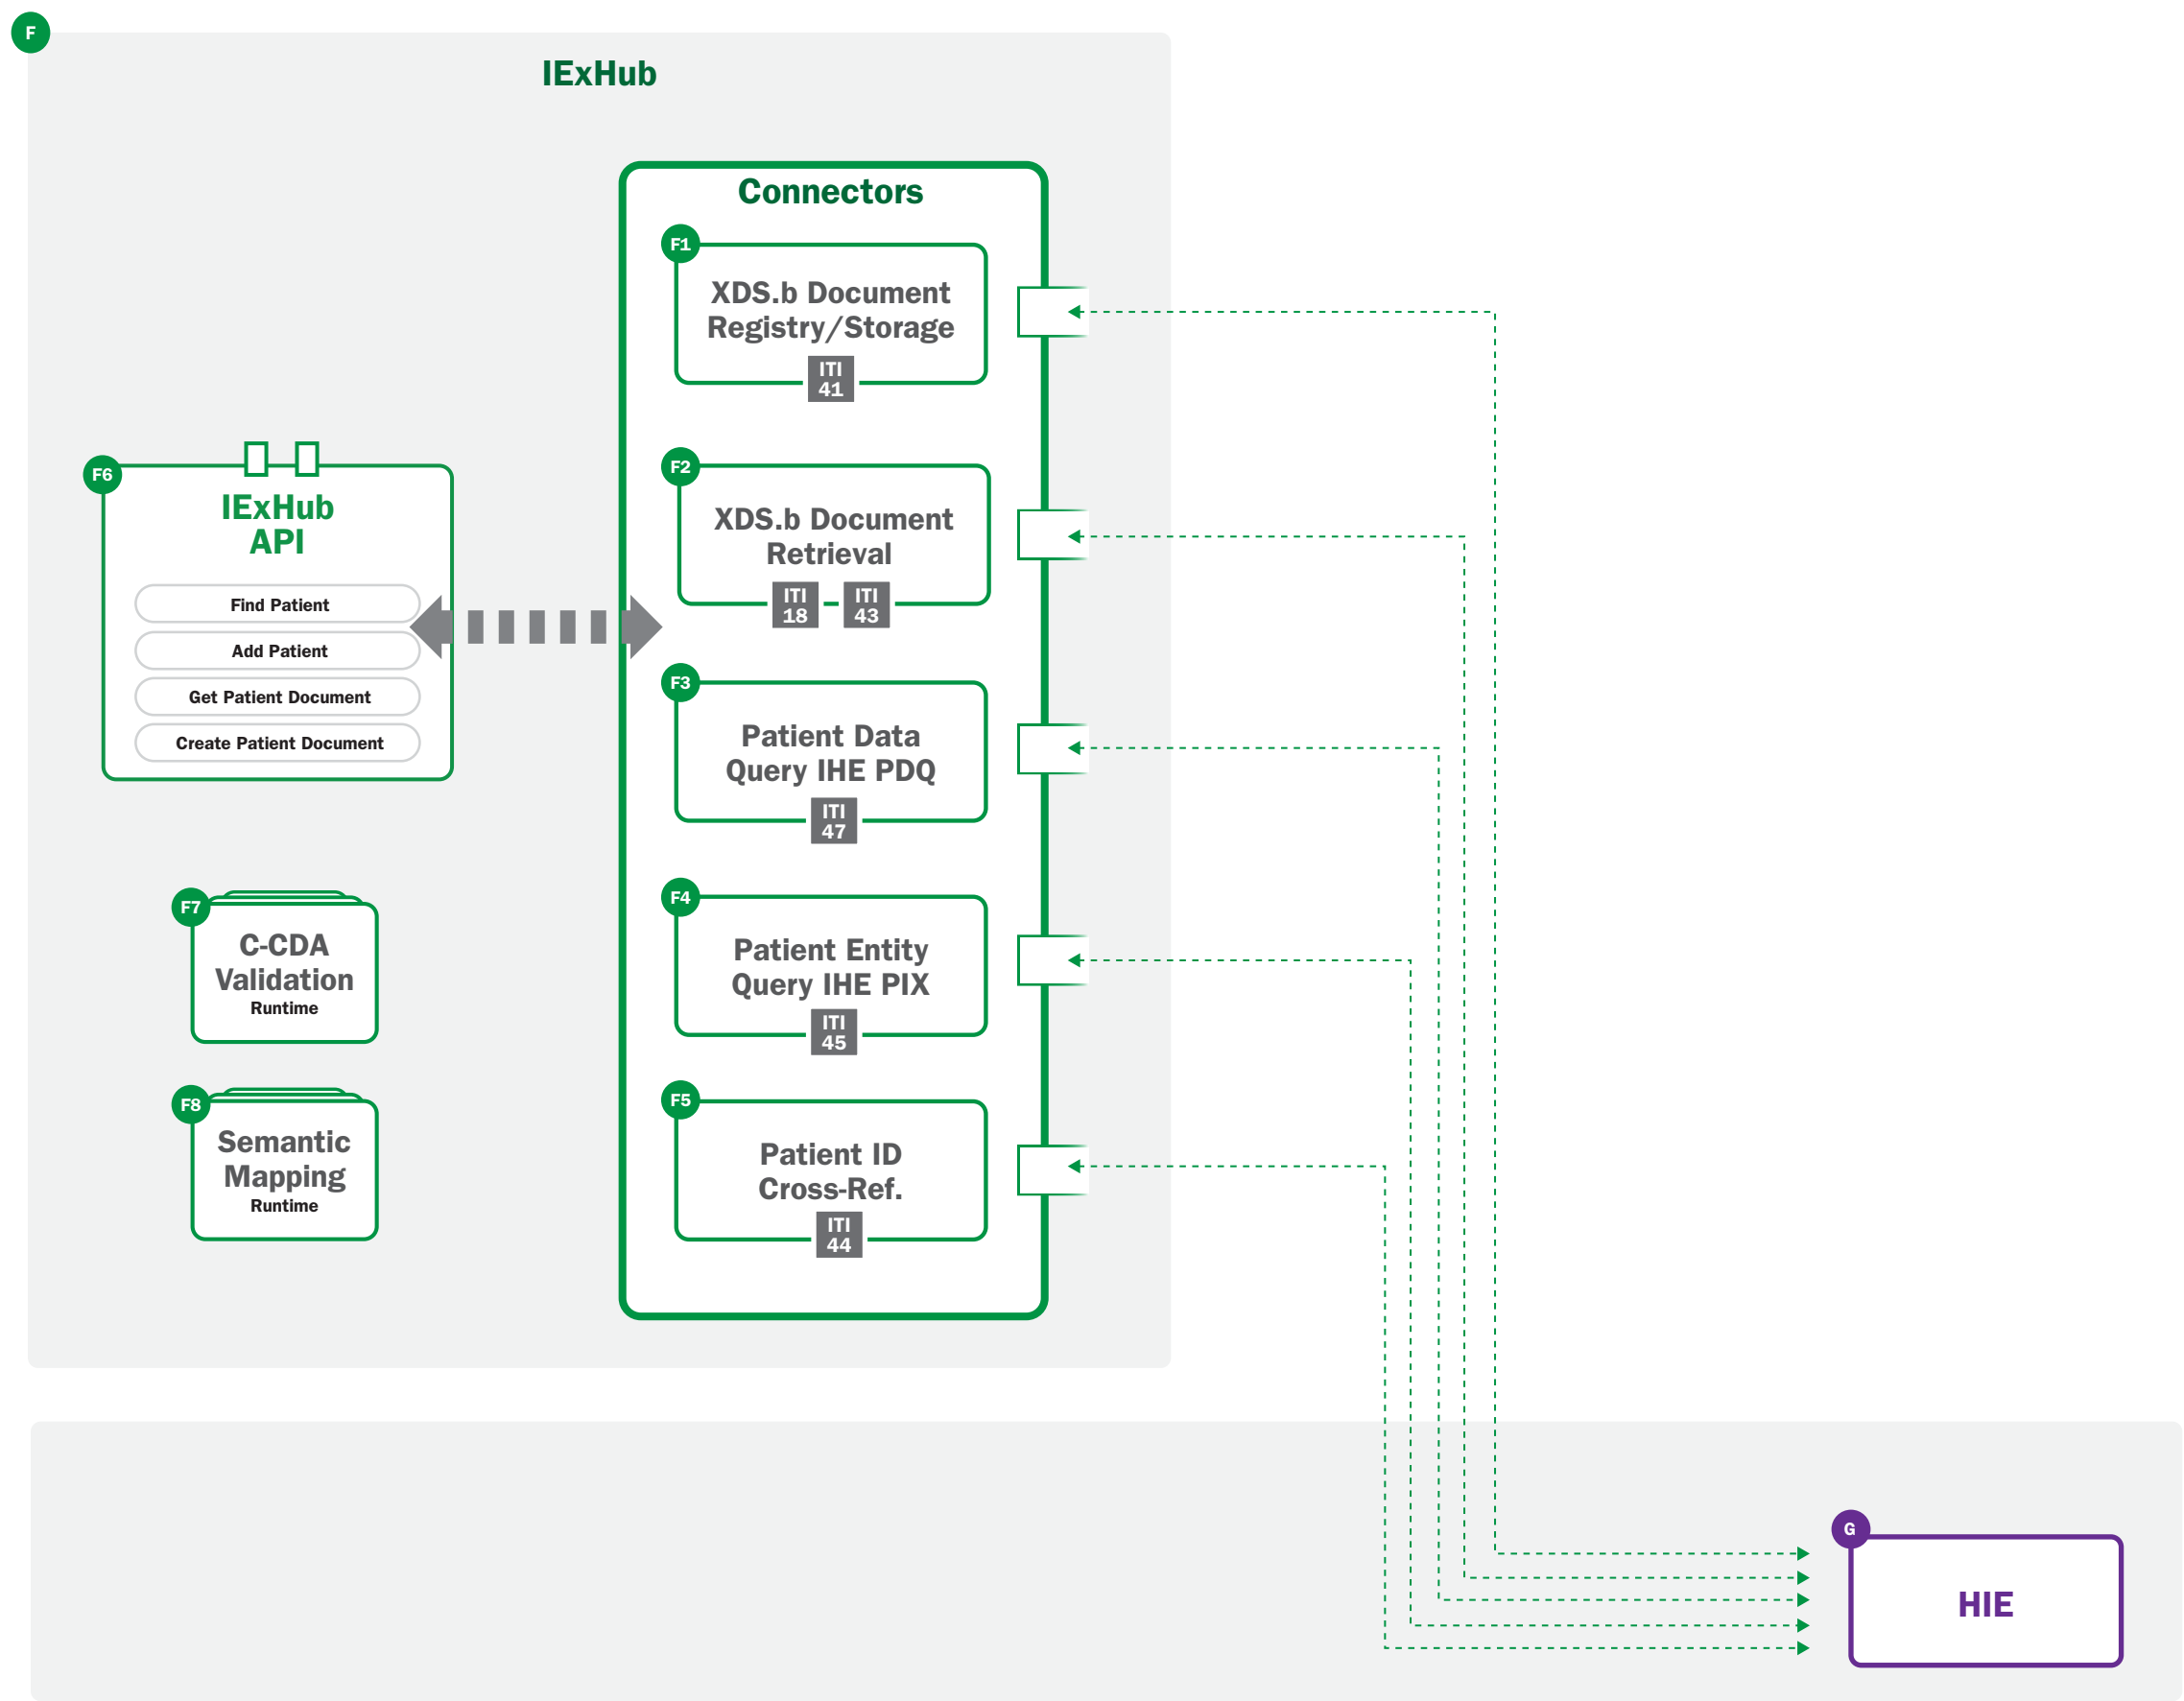 F
IExHub
Connectors
F1
XDS.b Document
Registry/Storage
ITI
41
F2
XDS.b Document
Retrieval
ITI
18
ITI
43
F3
Patient Data
Query IHE PDQ
ITI
47
F4
Patient Entity
Query IHE PIX
ITI
45
F5
Patient ID
Cross-Ref.
ITI
44
F6
IExHub
API
Find Patient
Add Patient
Get Patient Document
Create Patient Document
F7
C-CDA
Validation
Runtime
F8
Semantic
Mapping
Runtime
G
HIE